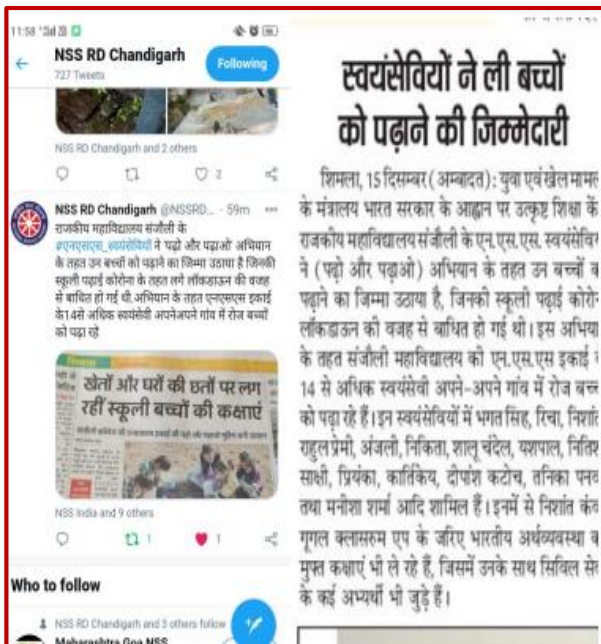 11:58
NSS RD Chandigarh
727 Tweets
Following
NSS RD Chandigarh and 2 others
2
NSS RD Chandigarh @NSSRD... · 59m
राजकीय महाविद्यालय संजौली के
#एनएसएस_स्वयंसेवियों ने 'पढ़ो और पढ़ाओ' अभियान
के तहत उन बच्चों को पढ़ाने का जिम्मा उठाया है जिनकी
स्कूली पढ़ाई कोरोना के तहत लगे लॉकडाऊन की वजह
से बाधित हो गई थी. अभियान के तहत एनएसएस इकाई
के14से अधिक स्वयंसेवी अपनेअपने गांव में रोज बच्चों
को पढ़ा रहे
खेतों और घरों की छतों पर लग
रहीं स्कूली बच्चों की कक्षाएं
NSS India and 9 others
1
1
Who to follow
NSS RD Chandigarh and 3 others follow
Maharashtra Goa NSS
स्वयंसेवियों ने ली बच्चों
को पढ़ाने की जिम्मेदारी
शिमला, 15 दिसम्बर (अम्बादत): युवा एवं खेल मामल
के मंत्रालय भारत सरकार के आह्वान पर उत्कृष्ट शिक्षा कें
राजकीय महाविद्यालय संजौली के एन.एस.एस. स्वयंसेविय
ने (पढ़ो और पढ़ाओ) अभियान के तहत उन बच्चों क
पढ़ाने का जिम्मा उठाया है, जिनकी स्कूली पढ़ाई कोरोन
लॉकडाऊन की वजह से बाधित हो गई थी। इस अभिया
के तहत संजौली महाविद्यालय की एन.एस.एस इकाई व
14 से अधिक स्वयंसेवी अपने-अपने गांव में रोज बच्च
को पढ़ा रहे हैं। इन स्वयंसेवियों में भगत सिंह, रिचा, निशांत
राहुल प्रेमी, अंजली, निकिता, शालू चंदेल, यशपाल, नितिश
साक्षी, प्रियंका, कार्तिकेय, दीपांश कटोच, तनिका पनव
तथा मनीशा शर्मा आदि शामिल हैं। इनमें से निशांत कंव
गूगल क्लासरुम एप के जरिए भारतीय अर्थव्यवस्था क
मुफ्त कक्षाएं भी ले रहे हैं, जिसमें उनके साथ सिविल सेव
के कई अभ्यर्थी भी जुड़े हैं।